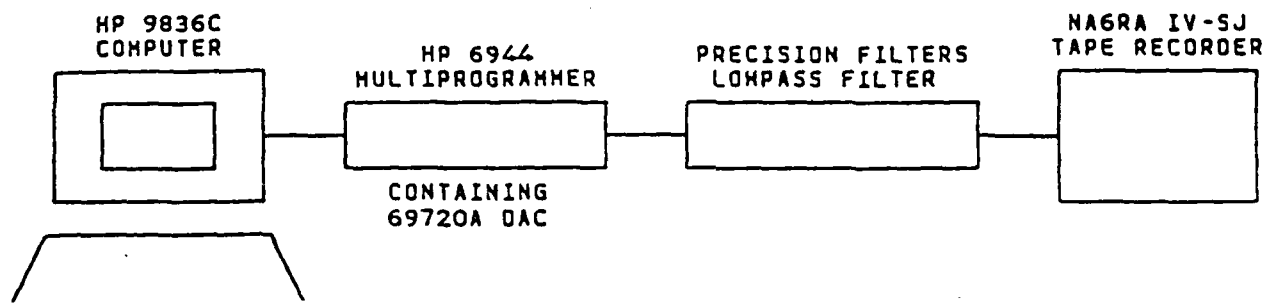 HP 9836C
COMPUTER
HP 6944
MULTIPROGRAMMER
CONTAINING
69720A DAC
PRECISION FILTERS
LOWPASS FILTER
NAGRA IV-SJ
TAPE RECORDER